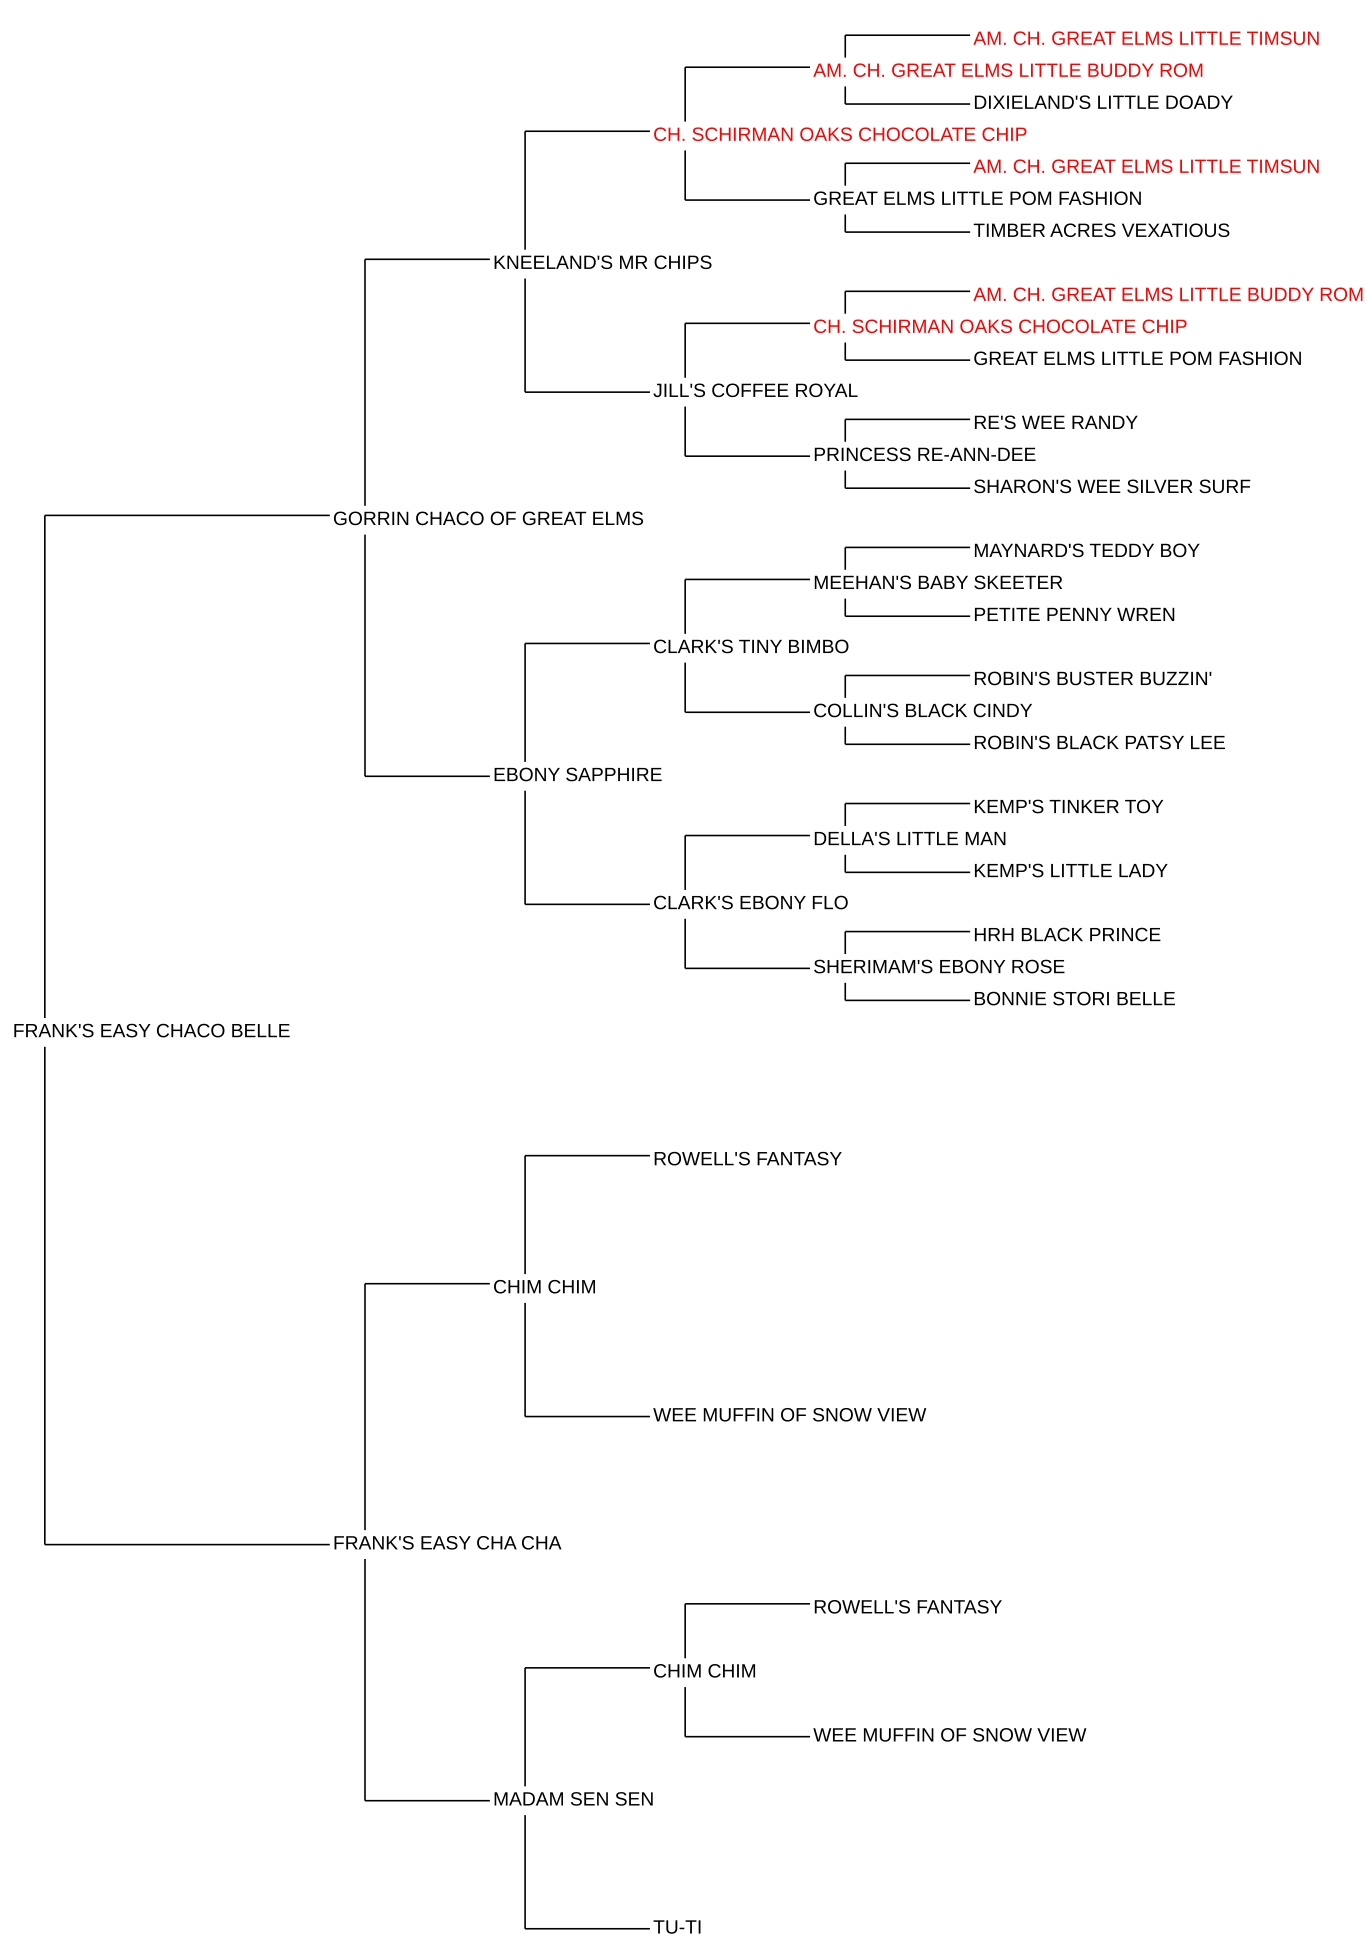 AM. CH. GREAT ELMS LITTLE TIMSUN
AM. CH. GREAT ELMS LITTLE BUDDY ROM
DIXIELAND'S LITTLE DOADY
CH. SCHIRMAN OAKS CHOCOLATE CHIP
AM. CH. GREAT ELMS LITTLE TIMSUN
GREAT ELMS LITTLE POM FASHION
TIMBER ACRES VEXATIOUS
KNEELAND'S MR CHIPS
AM. CH. GREAT ELMS LITTLE BUDDY ROM
CH. SCHIRMAN OAKS CHOCOLATE CHIP
GREAT ELMS LITTLE POM FASHION
JILL'S COFFEE ROYAL
RE'S WEE RANDY
PRINCESS RE-ANN-DEE
SHARON'S WEE SILVER SURF
GORRIN CHACO OF GREAT ELMS
MAYNARD'S TEDDY BOY
MEEHAN'S BABY SKEETER
PETITE PENNY WREN
CLARK'S TINY BIMBO
ROBIN'S BUSTER BUZZIN'
COLLIN'S BLACK CINDY
ROBIN'S BLACK PATSY LEE
EBONY SAPPHIRE
KEMP'S TINKER TOY
DELLA'S LITTLE MAN
KEMP'S LITTLE LADY
CLARK'S EBONY FLO
HRH BLACK PRINCE
SHERIMAM'S EBONY ROSE
BONNIE STORI BELLE
FRANK'S EASY CHACO BELLE
ROWELL'S FANTASY
CHIM CHIM
WEE MUFFIN OF SNOW VIEW
FRANK'S EASY CHA CHA
ROWELL'S FANTASY
CHIM CHIM
WEE MUFFIN OF SNOW VIEW
MADAM SEN SEN
TU-TI